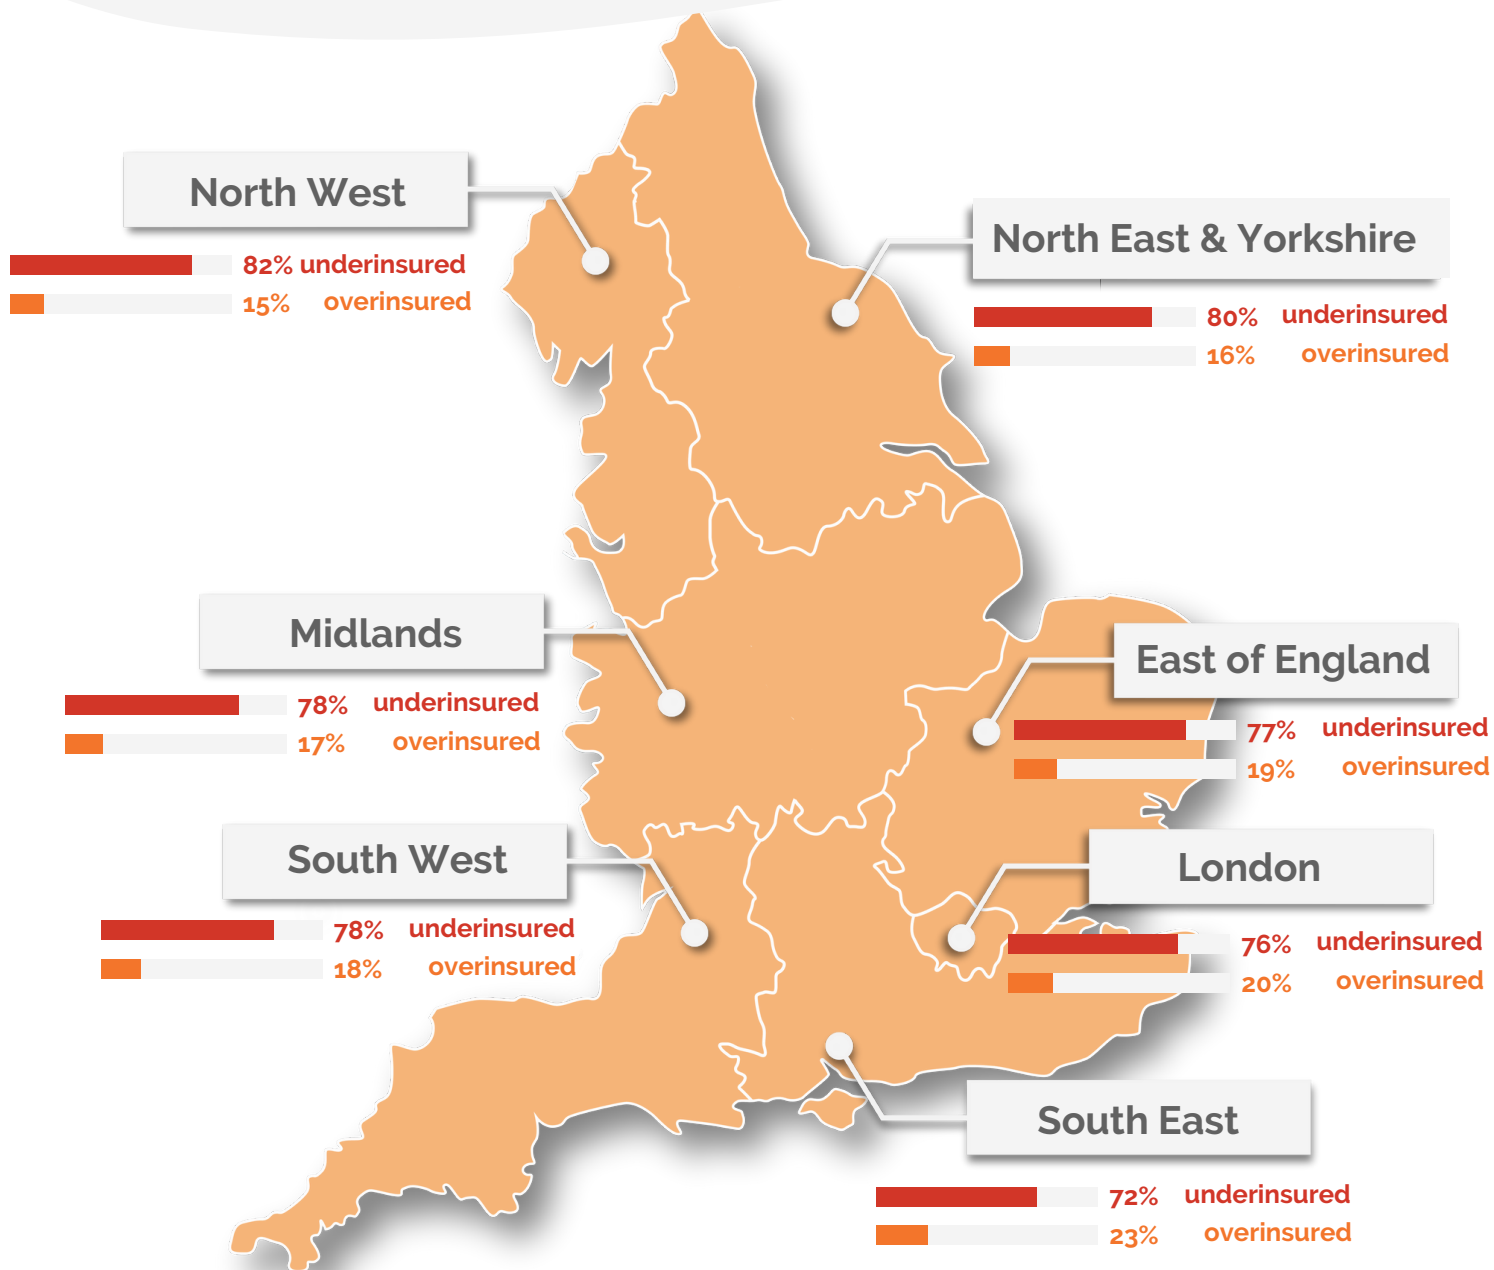 North West
82% underinsured
15% overinsured
North East & Yorkshire
80% underinsured
16% overinsured
Midlands
78% underinsured
17% overinsured
East of England
77% underinsured
19% overinsured
South West
78% underinsured
18% overinsured
London
76% underinsured
20% overinsured
South East
72% underinsured
23% overinsured